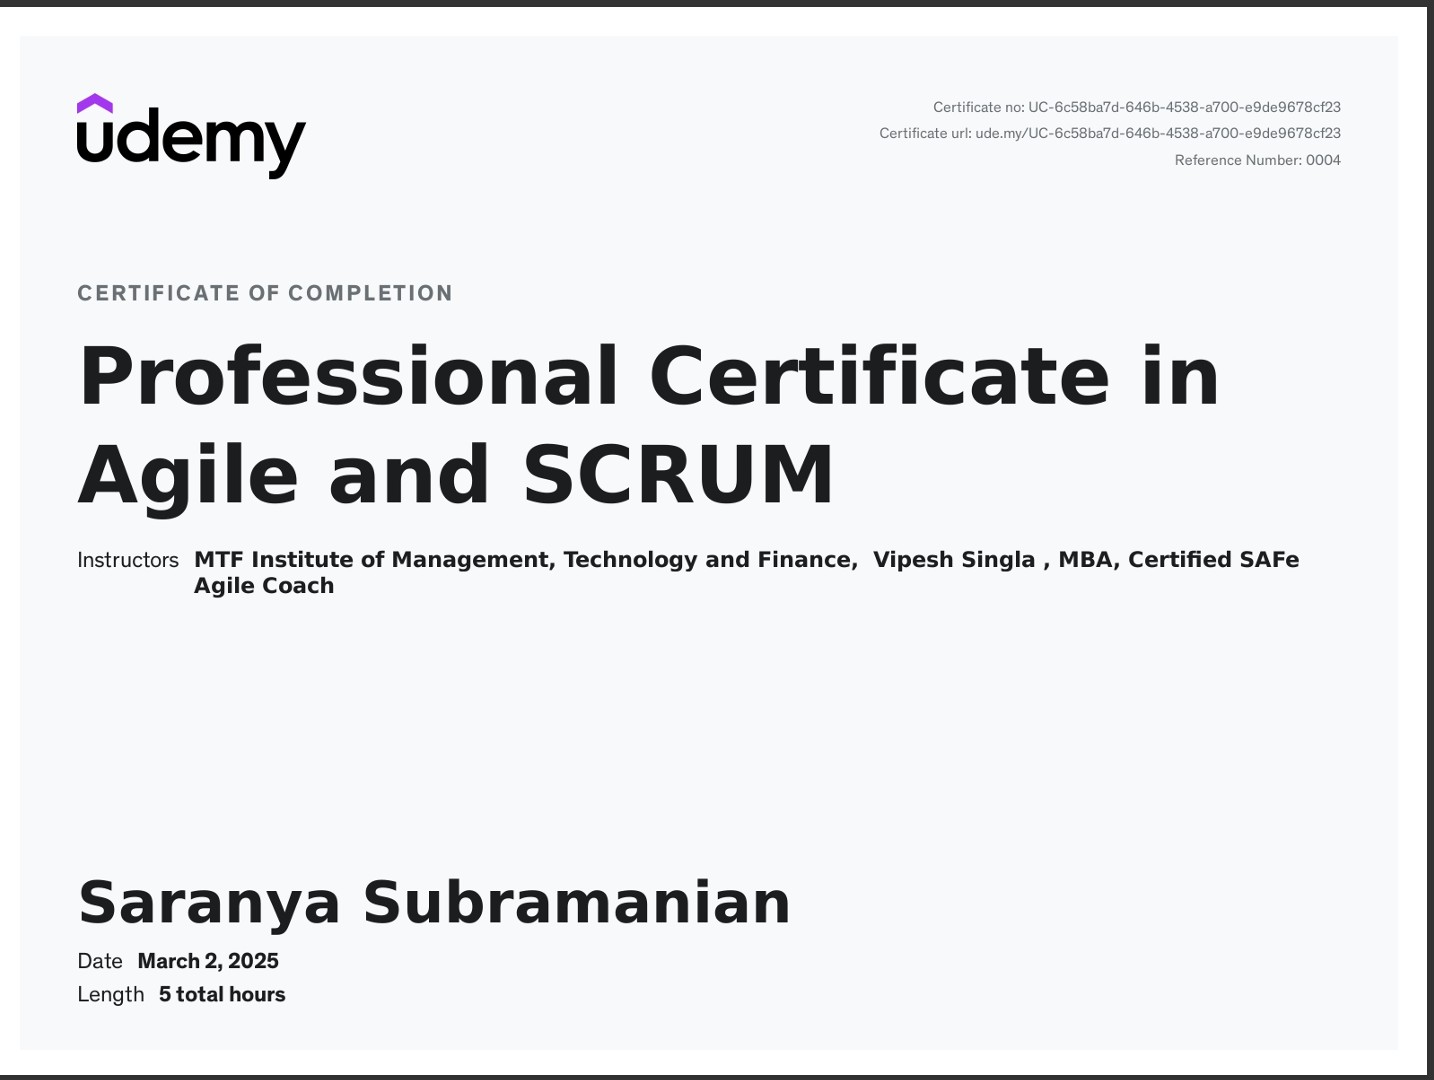 udemy
Certificate no: UC-6c58ba7d-646b-4538-a700-e9de9678cf23
Certificate url: ude.my/UC-6c58ba7d-646b-4538-a700-e9de9678cf23
Reference Number: 0004
CERTIFICATE OF COMPLETION
Professional Certificate in
Agile and SCRUM
Instructors MTF Institute of Management, Technology and Finance, Vipesh Singla , MBA, Certified SAFe
Agile Coach
Saranya Subramanian
Date March 2, 2025
Length 5 total hours